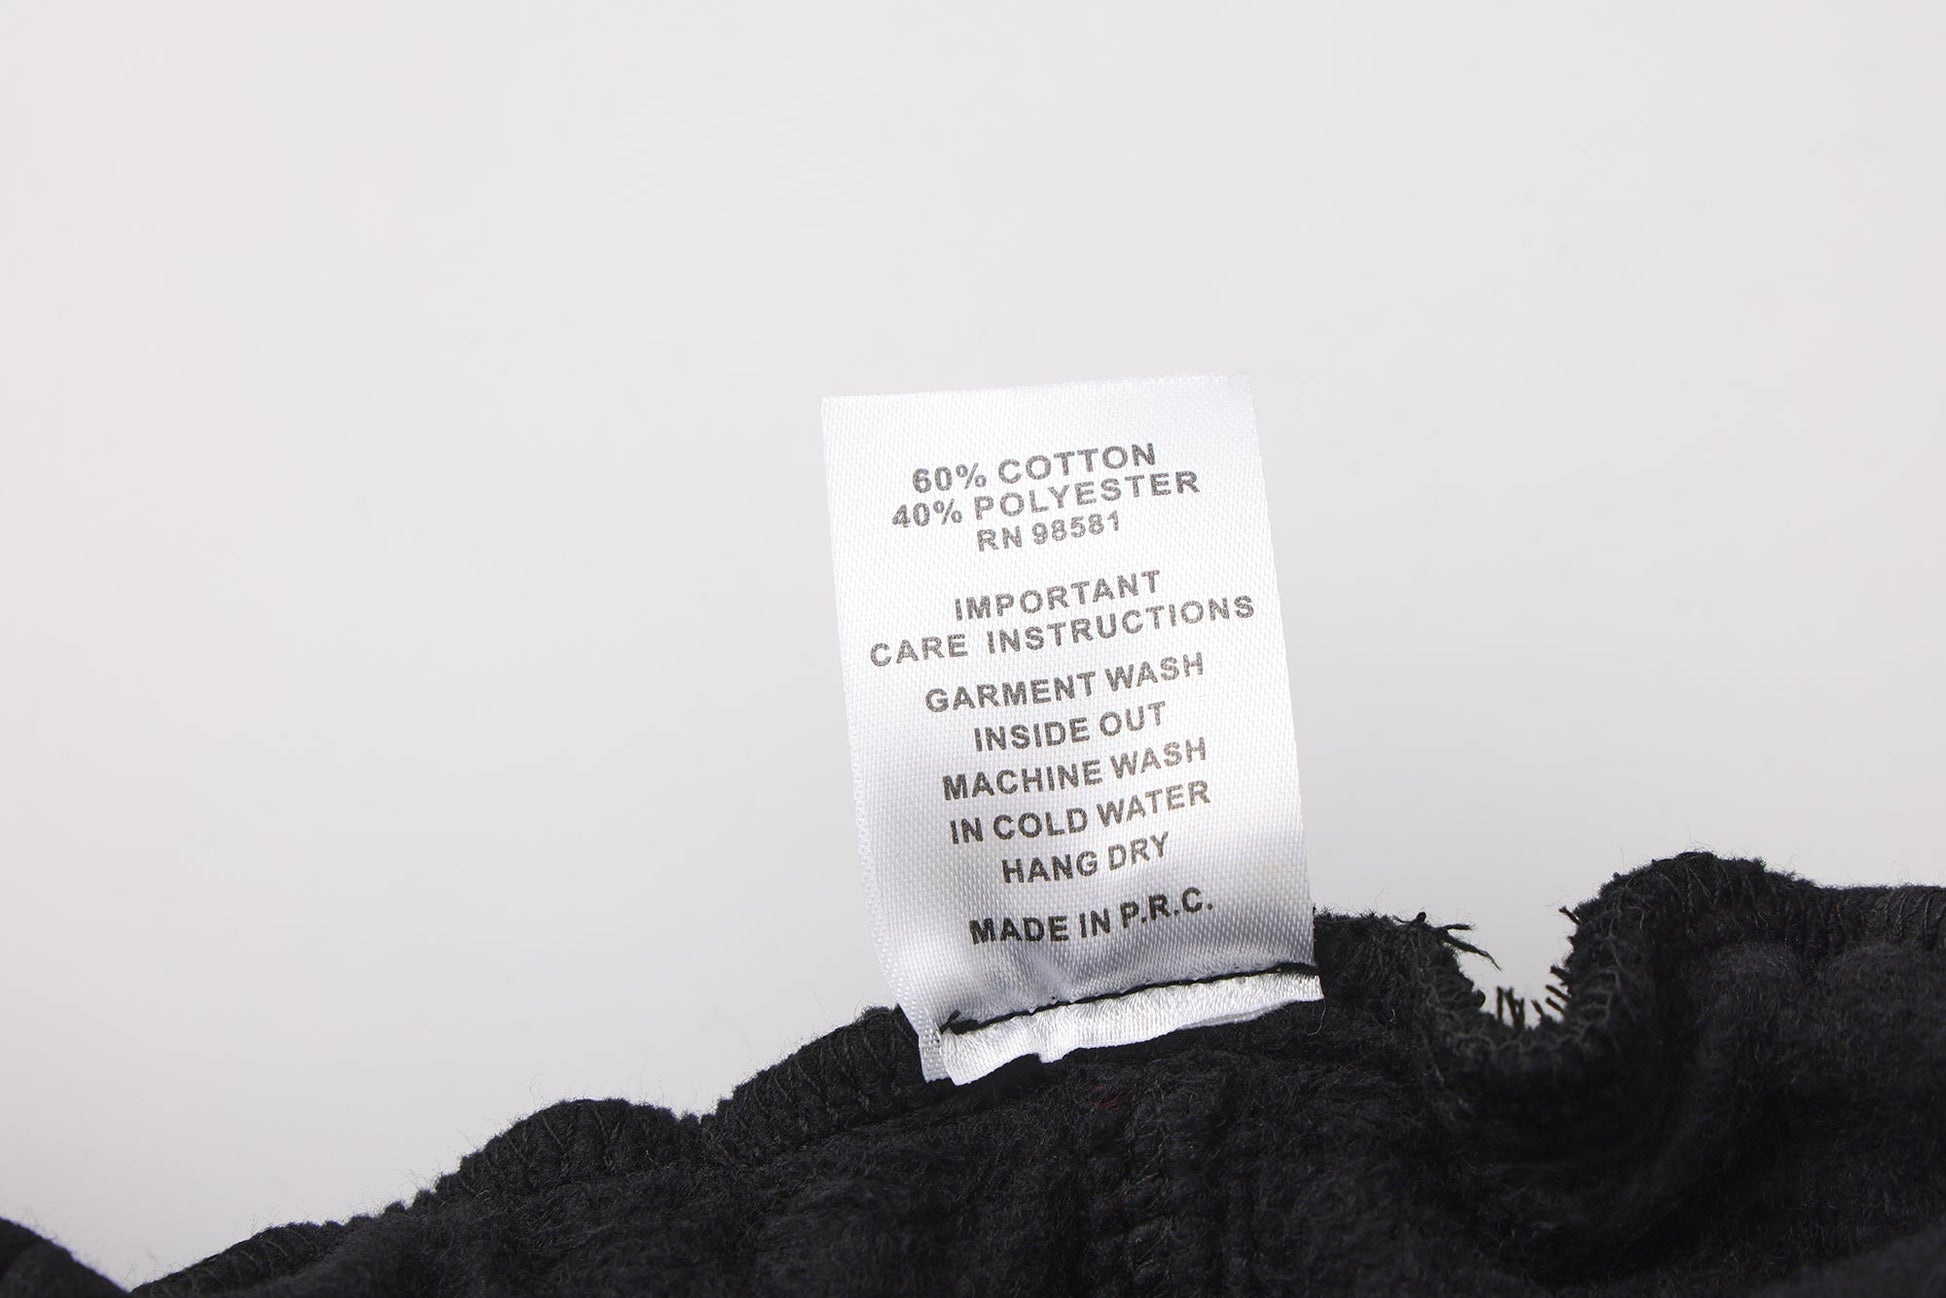 60% COTTON
40% POLYESTER
RN 98581
IMPORTANT
CARE INSTRUCTIONS
GARMENT WASH
INSIDE OUT
MACHINE WASH
IN COLD WATER
HANG DRY
MADE IN P.R.C.